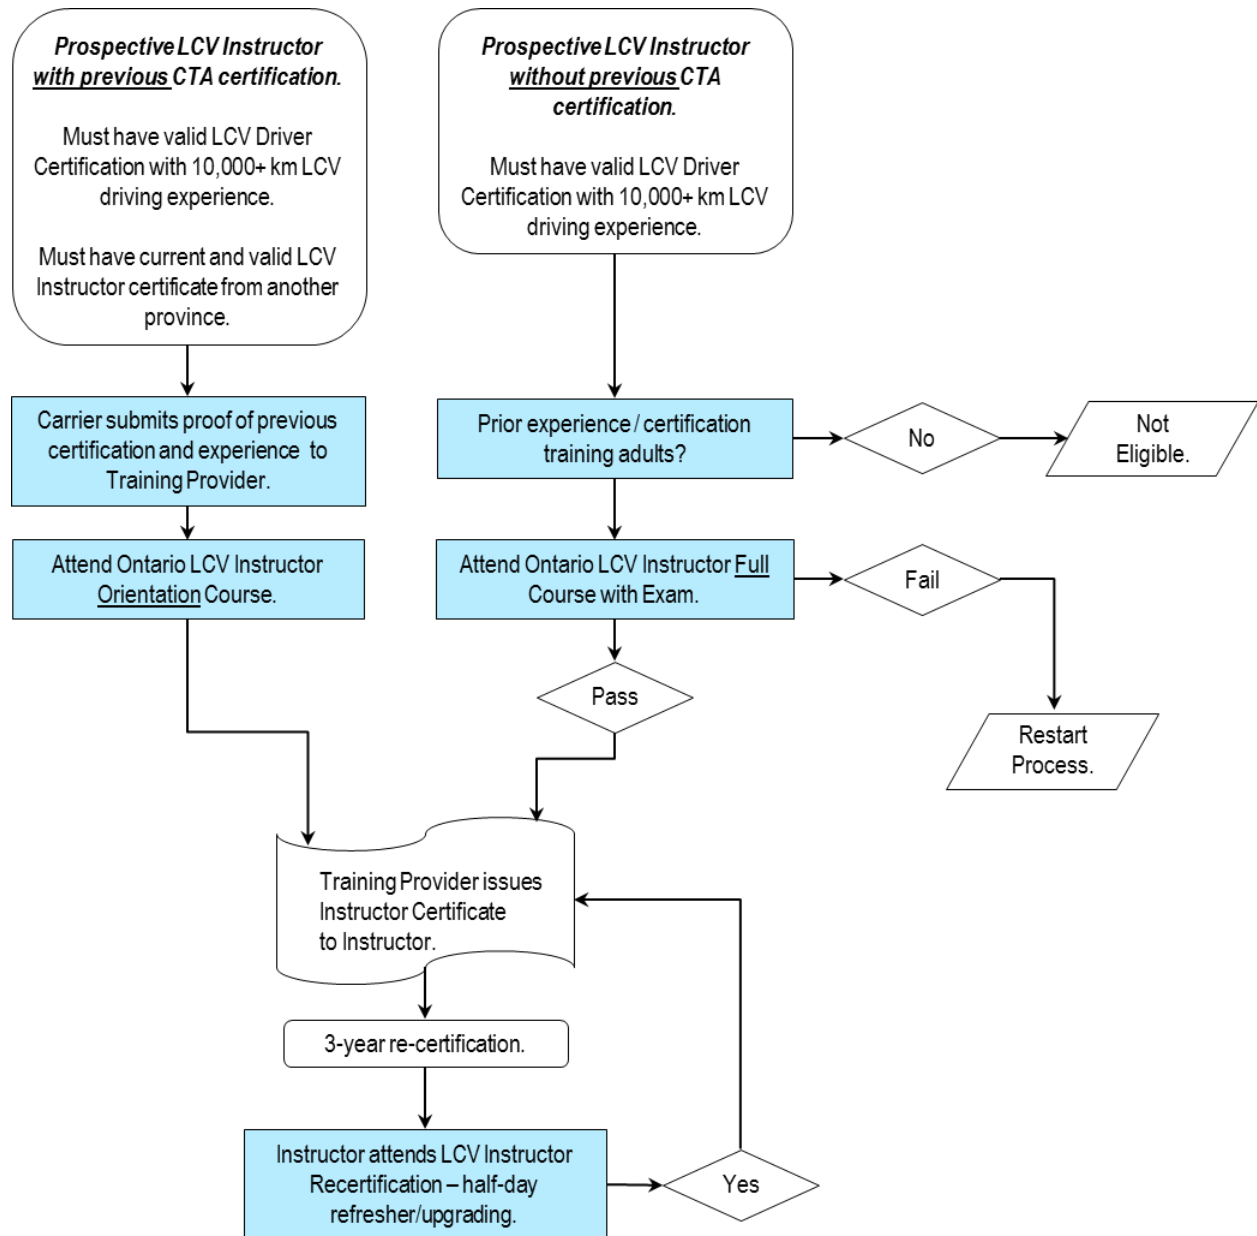 Prospective LCV Instructor
with previous CTA certification.
Must have valid LCV Driver
Certification with 10,000+ km LCV
driving experience.
Must have current and valid LCV
Instructor certificate from another
province.
Prospective LCV Instructor
without previous CTA
certification.
Must have valid LCV Driver
Certification with 10,000+ km LCV
driving experience.
Carrier submits proof of previous
certification and experience to
Training Provider.
Prior experience / certification
training adults?
No
Not
Eligible.
Attend Ontario LCV Instructor
Orientation Course.
Attend Ontario LCV Instructor Full
Course with Exam.
Fail
Pass
Restart
Process.
Training Provider issues
Instructor Certificate
to Instructor.
3-year re-certification.
Instructor attends LCV Instructor
Recertification – half-day
refresher/upgrading.
Yes